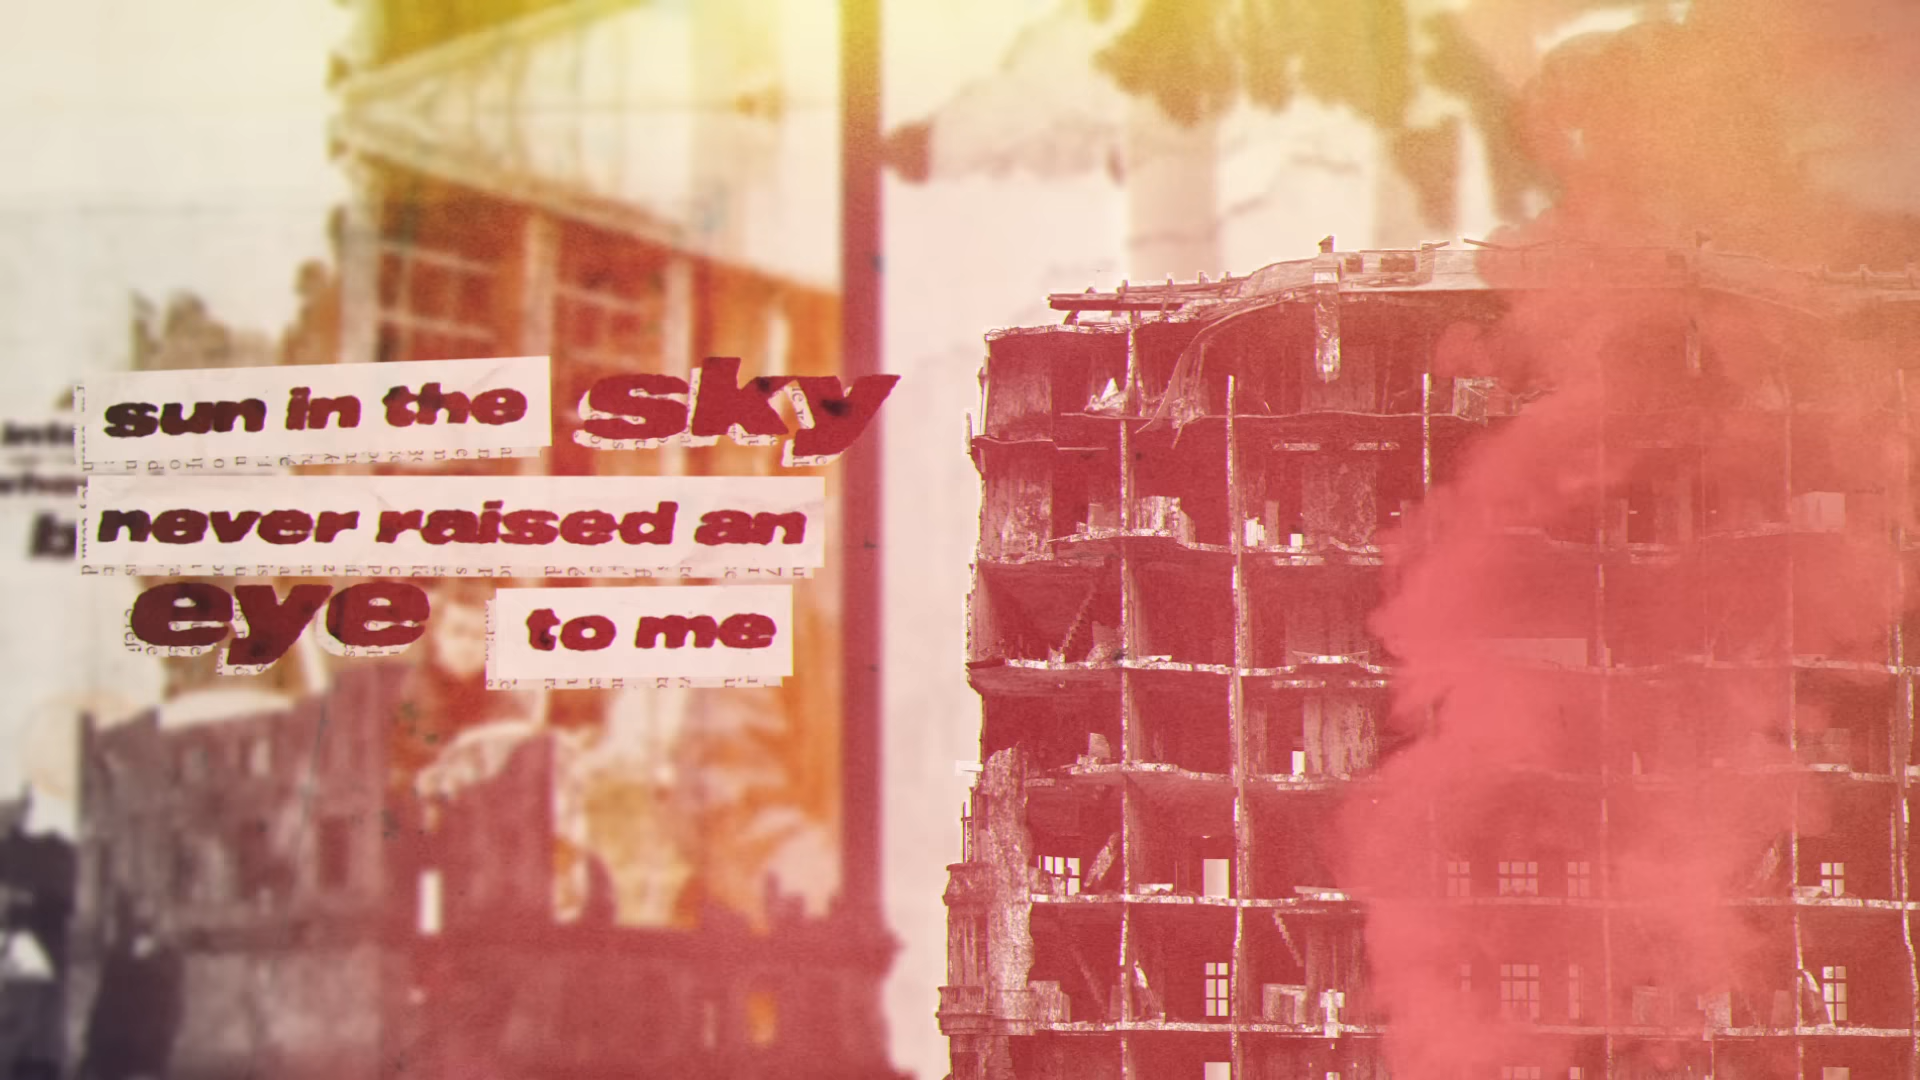 sun in the sky
never raised an
eye to me